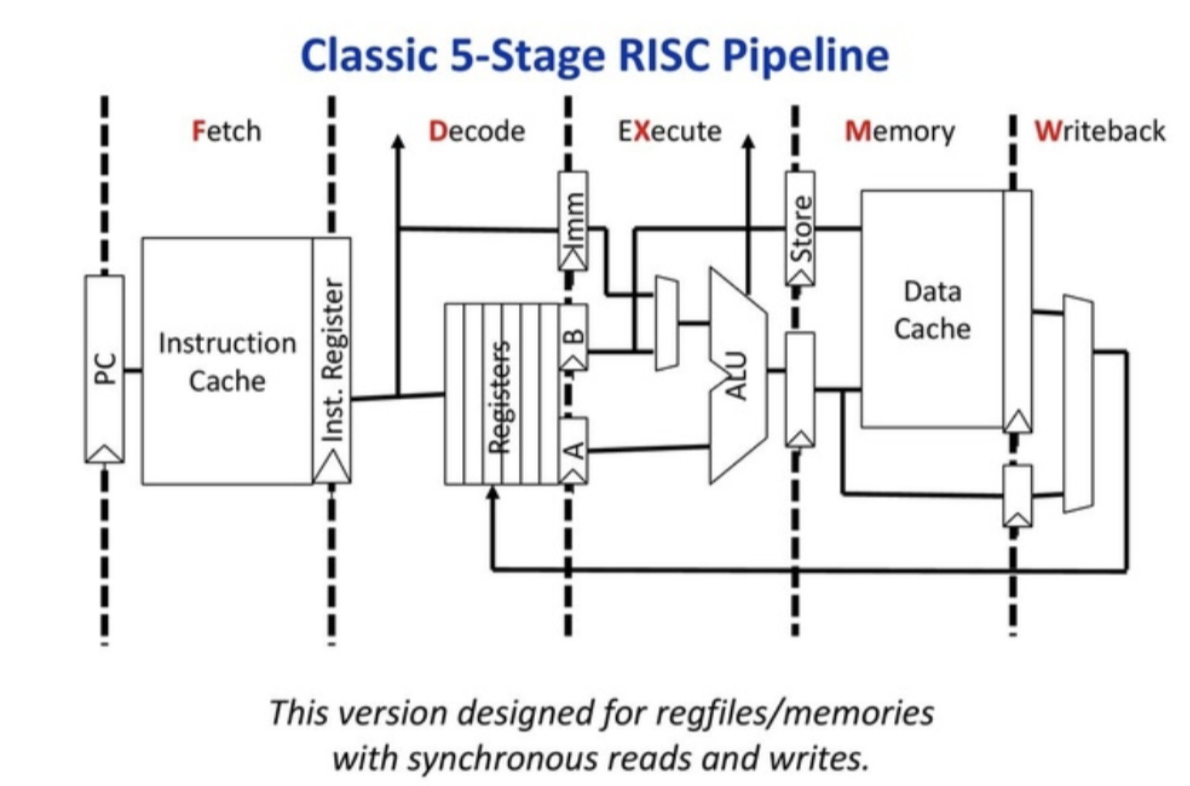 Classic 5-Stage RISC Pipeline
Fetch
Decode
EXecute
Memory
Writeback
PC
Instruction
Cache
Inst. Register
Registers
Imm
B
A
ALU
Store
Data
Cache
This version designed for regfiles/memories
with synchronous reads and writes.